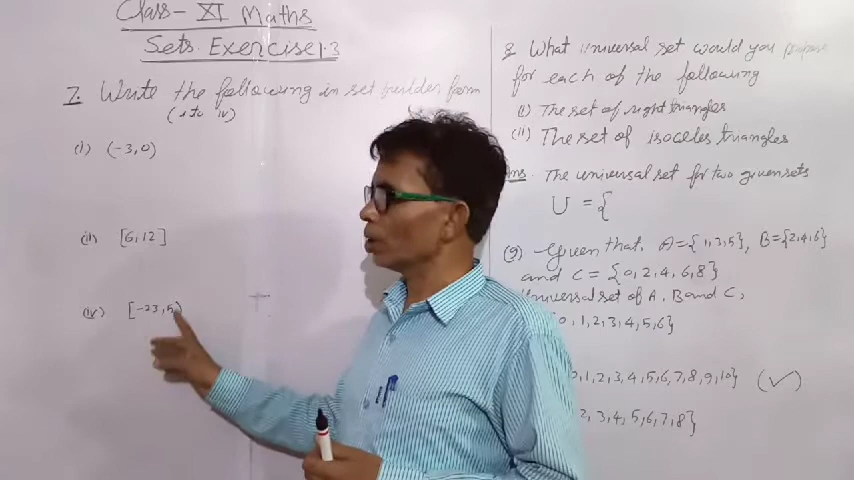 Class-XI Maths
Sets. Exercise 1.3
7. Write the following in set builder form
(i to iv)
(i) (-3,0)
(ii) [6,12]
(iv) [-23,5)
8. What universal set would you propose
for each of the following
(i) The set of right triangles
(ii) The set of isoceles triangles
Ans. The universal set for two given sets
U = {
(9) Given that. A={1,3,5}, B={2,4,6}
and C = {0,2,4,6,8}
Universal set of A, B and C,
0,1,2,3,4,5,6}
0,1,2,3,4,5,6,7,8,9,10} (✓)
2,3,4,5,6,7,8}